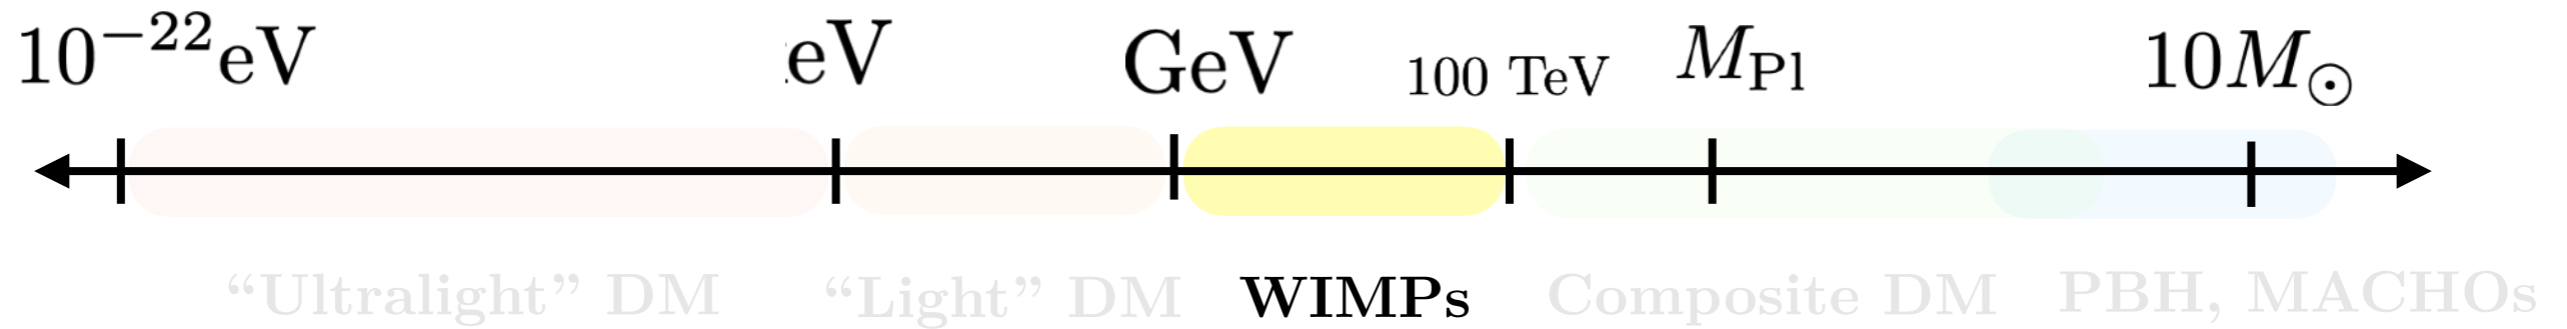 10⁻²²eV eV GeV 100 TeV M_Pl 10M_⊙
“Ultralight” DM “Light” DM WIMPs Composite DM PBH, MACHOs